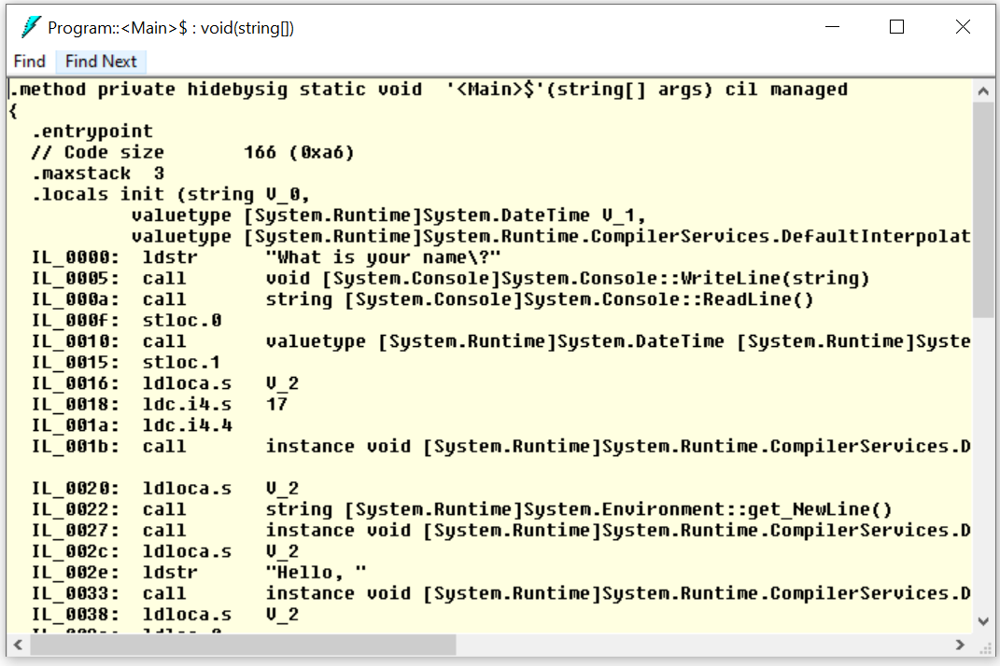 Program::<Main>$ : void(string[])
Find Find Next
.method private hidebysig static void  '<Main>$'(string[] args) cil managed
{
  .entrypoint
  // Code size       166 (0xa6)
  .maxstack  3
  .locals init (string V_0,
           valuetype [System.Runtime]System.DateTime V_1,
           valuetype [System.Runtime]System.Runtime.CompilerServices.DefaultInterpolat
  IL_0000:  ldstr      "What is your name\?"
  IL_0005:  call       void [System.Console]System.Console::WriteLine(string)
  IL_000a:  call       string [System.Console]System.Console::ReadLine()
  IL_000f:  stloc.0
  IL_0010:  call       valuetype [System.Runtime]System.DateTime [System.Runtime]Syste
  IL_0015:  stloc.1
  IL_0016:  ldloca.s   V_2
  IL_0018:  ldc.i4.s   17
  IL_001a:  ldc.i4.4
  IL_001b:  call       instance void [System.Runtime]System.Runtime.CompilerServices.D
  IL_0020:  ldloca.s   V_2
  IL_0022:  call       string [System.Runtime]System.Environment::get_NewLine()
  IL_0027:  call       instance void [System.Runtime]System.Runtime.CompilerServices.D
  IL_002c:  ldloca.s   V_2
  IL_002e:  ldstr      "Hello, "
  IL_0033:  call       instance void [System.Runtime]System.Runtime.CompilerServices.D
  IL_0038:  ldloca.s   V_2